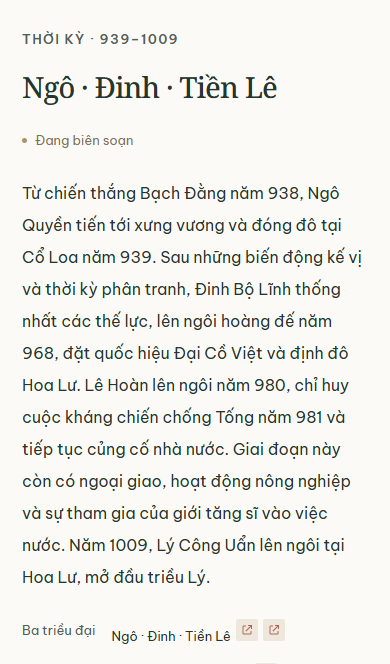 THỜI KỲ · 939–1009
Ngô · Đinh · Tiền Lê
Đang biên soạn
Từ chiến thắng Bạch Đằng năm 938, Ngô
Quyền tiến tới xưng vương và đóng đô tại
Cổ Loa năm 939. Sau những biến động kế vị
và thời kỳ phân tranh, Đinh Bộ Lĩnh thống
nhất các thế lực, lên ngôi hoàng đế năm
968, đặt quốc hiệu Đại Cồ Việt và định đô
Hoa Lư. Lê Hoàn lên ngôi năm 980, chỉ huy
cuộc kháng chiến chống Tống năm 981 và
tiếp tục củng cố nhà nước. Giai đoạn này
còn có ngoại giao, hoạt động nông nghiệp
và sự tham gia của giới tăng sĩ vào việc
nước. Năm 1009, Lý Công Uẩn lên ngôi tại
Hoa Lư, mở đầu triều Lý.
Ba triều đại Ngô · Đinh · Tiền Lê